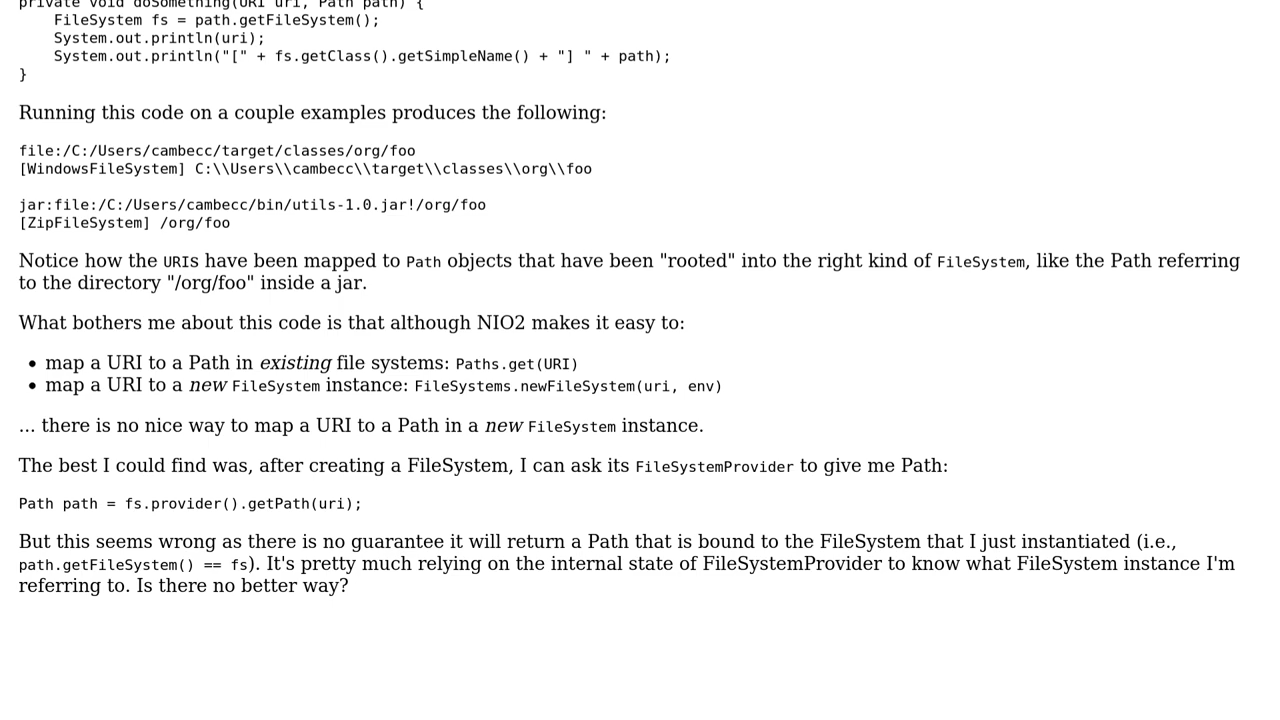 private void doSomething(URI uri, Path path) {
    FileSystem fs = path.getFileSystem();
    System.out.println(uri);
    System.out.println("[" + fs.getClass().getSimpleName() + "] " + path);
}
Running this code on a couple examples produces the following:
file:/C:/Users/cambecc/target/classes/org/foo
[WindowsFileSystem] C:\\Users\\cambecc\\target\\classes\\org\\foo
jar:file:/C:/Users/cambecc/bin/utils-1.0.jar!/org/foo
[ZipFileSystem] /org/foo
Notice how the URIs have been mapped to Path objects that have been "rooted" into the right kind of FileSystem, like the Path referring
to the directory "/org/foo" inside a jar.
What bothers me about this code is that although NIO2 makes it easy to:
• map a URI to a Path in existing file systems: Paths.get(URI)
• map a URI to a new FileSystem instance: FileSystems.newFileSystem(uri, env)
... there is no nice way to map a URI to a Path in a new FileSystem instance.
The best I could find was, after creating a FileSystem, I can ask its FileSystemProvider to give me Path:
Path path = fs.provider().getPath(uri);
But this seems wrong as there is no guarantee it will return a Path that is bound to the FileSystem that I just instantiated (i.e.,
path.getFileSystem() == fs). It's pretty much relying on the internal state of FileSystemProvider to know what FileSystem instance I'm
referring to. Is there no better way?